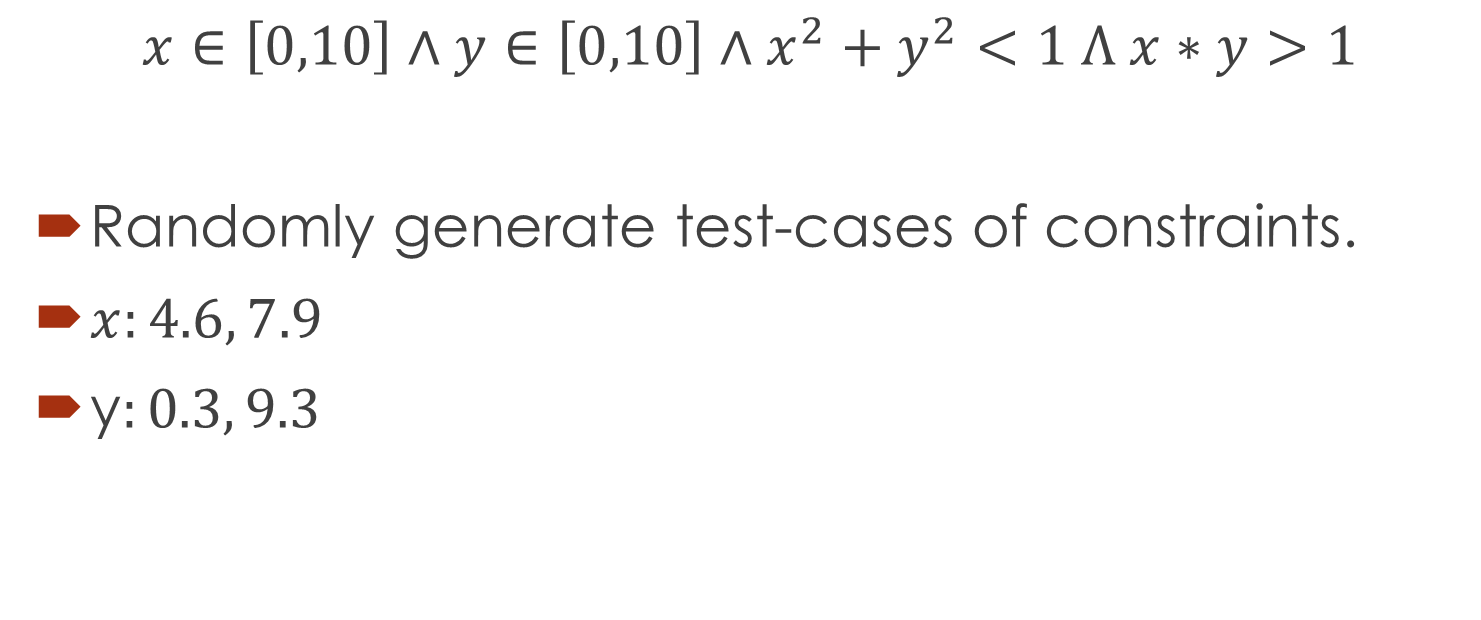 x ∈ [0,10] ∧ y ∈ [0,10] ∧ x² + y² < 1 Λ x * y > 1
Randomly generate test-cases of constraints.
x: 4.6, 7.9
y: 0.3, 9.3